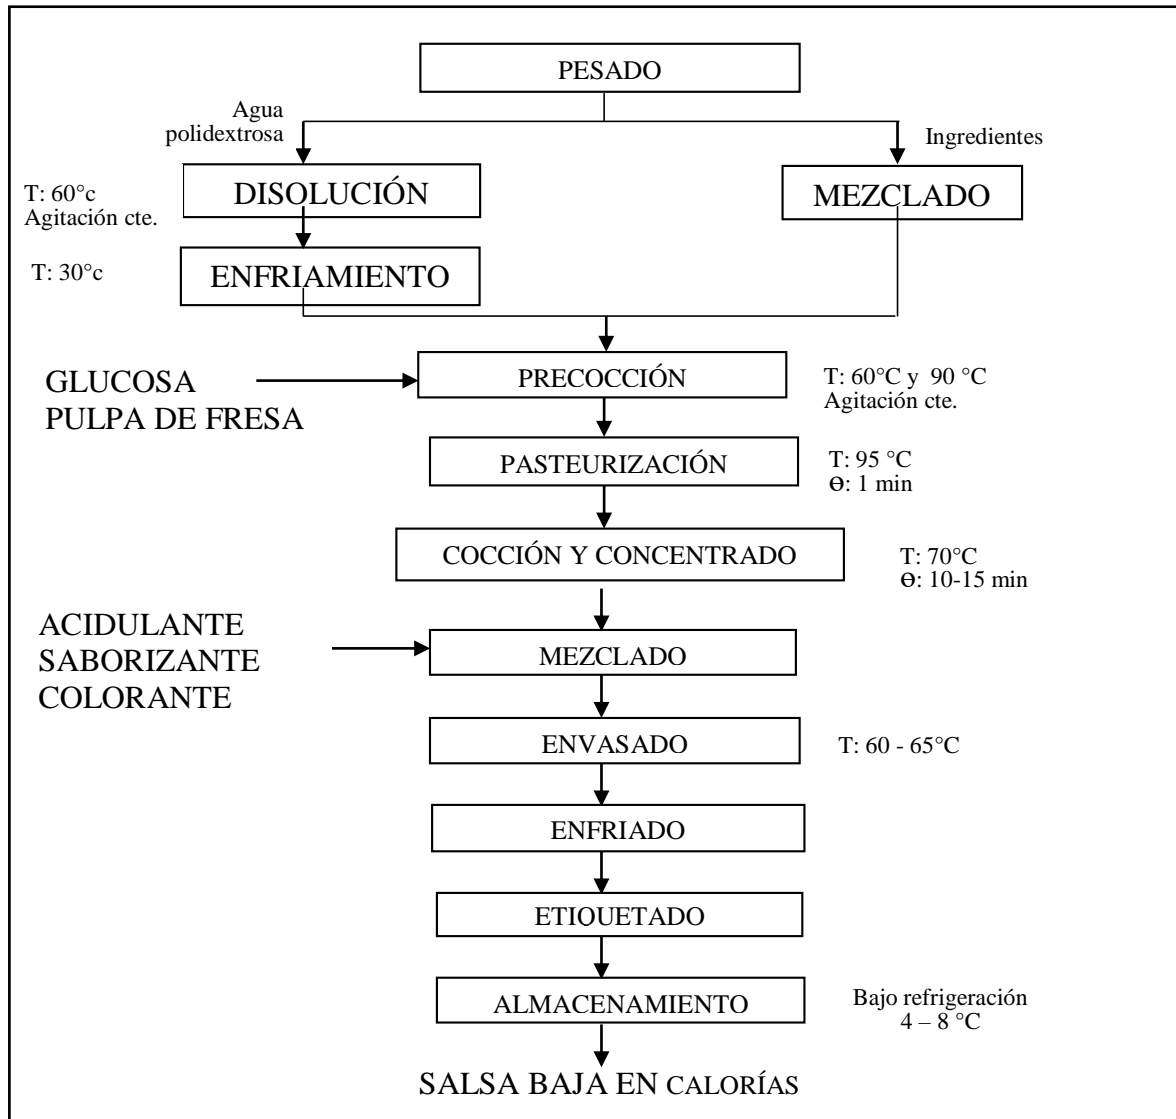 PESADO
Agua
polidextrosa
Ingredientes
T: 60°c
Agitación cte.
DISOLUCIÓN
MEZCLADO
T: 30°c
ENFRIAMIENTO
GLUCOSA
PULPA DE FRESA
PRECOCCIÓN
T: 60°C y 90 °C
Agitación cte.
PASTEURIZACIÓN
T: 95 °C
Ɵ: 1 min
COCCIÓN Y CONCENTRADO
T: 70°C
Ɵ: 10-15 min
ACIDULANTE
SABORIZANTE
COLORANTE
MEZCLADO
ENVASADO
T: 60 - 65°C
ENFRIADO
ETIQUETADO
ALMACENAMIENTO
Bajo refrigeración
4 – 8 °C
SALSA BAJA EN CALORÍAS